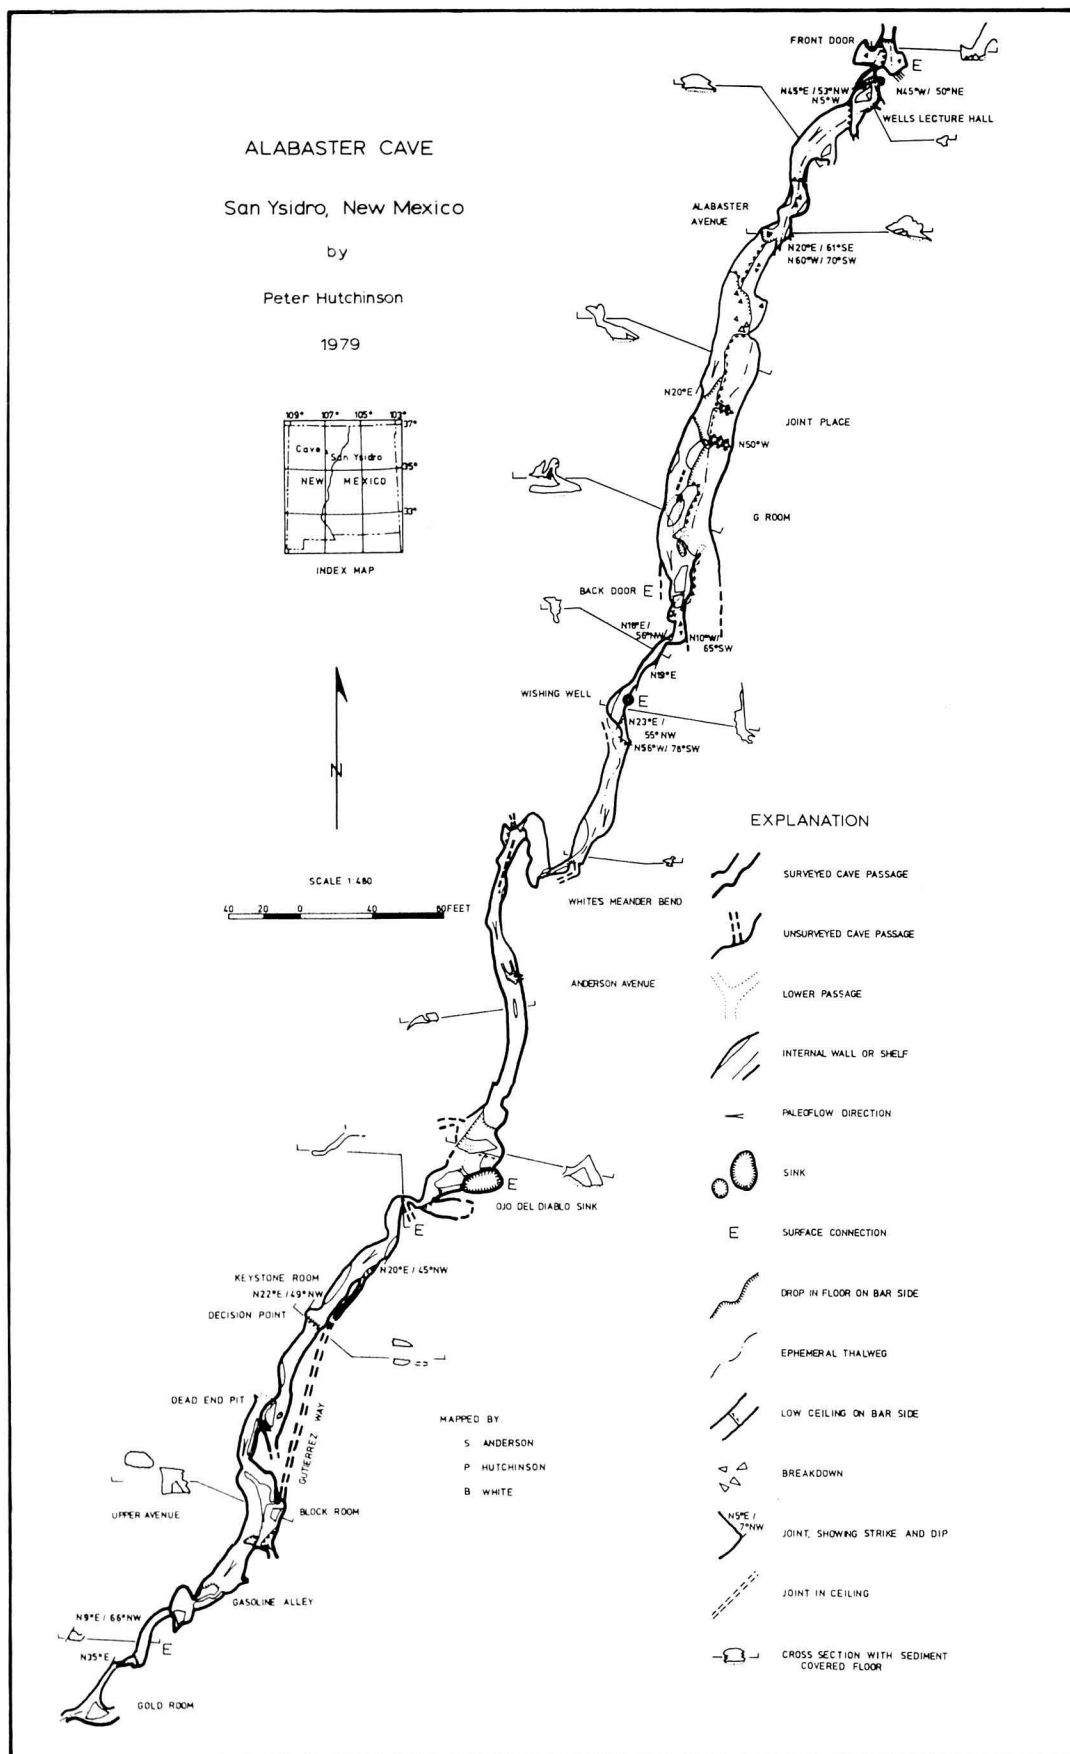 ALABASTER CAVE
San Ysidro, New Mexico
by
Peter Hutchinson
1979
109° 107° 105° 103°
37°
Cave San Ysidro
35°
NEW MEXICO
33°
INDEX MAP
N
SCALE 1:480
40 20 0 40 80 FEET
FRONT DOOR
E
N45°E / 53°NW
N5°W
N45°W / 50°NE
WELLS LECTURE HALL
ALABASTER
AVENUE
N20°E / 61°SE
N60°W / 70°SW
N20°E
JOINT PLACE
N50°W
G ROOM
BACK DOOR E
N18°E /
56°NW
N10°W/
65°SW
N19°E
WISHING WELL
E
N23°E /
55°NW
N56°W / 78°SW
WHITE'S MEANDER BEND
ANDERSON AVENUE
E
OJO DEL DIABLO SINK
E
KEYSTONE ROOM
N20°E / 45°NW
N22°E / 49°NW
DECISION POINT
DEAD END PIT
GUTIERREZ WAY
UPPER AVENUE
BLOCK ROOM
GASOLINE ALLEY
N9°E / 66°NW
E
N35°E
GOLD ROOM
MAPPED BY
S ANDERSON
P HUTCHINSON
B WHITE
EXPLANATION
SURVEYED CAVE PASSAGE
UNSURVEYED CAVE PASSAGE
LOWER PASSAGE
INTERNAL WALL OR SHELF
PALEOFLOW DIRECTION
SINK
E SURFACE CONNECTION
DROP IN FLOOR ON BAR SIDE
EPHEMERAL THALWEG
LOW CEILING ON BAR SIDE
BREAKDOWN
N5°E /
7°NW
JOINT, SHOWING STRIKE AND DIP
JOINT IN CEILING
CROSS SECTION WITH SEDIMENT
COVERED FLOOR